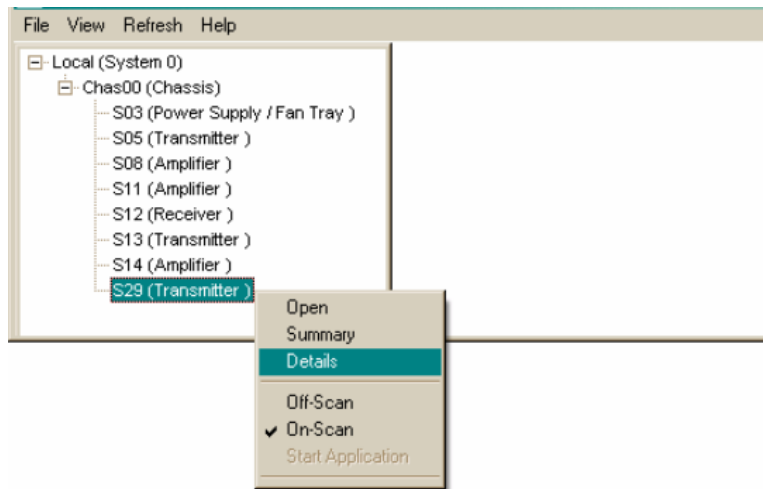 File View Refresh Help
Local (System 0)
Chas00 (Chassis)
S03 (Power Supply / Fan Tray )
S05 (Transmitter )
S08 (Amplifier )
S11 (Amplifier )
S12 (Receiver )
S13 (Transmitter )
S14 (Amplifier )
S29 (Transmitter )
Open
Summary
Details
Off-Scan
On-Scan
Start Application